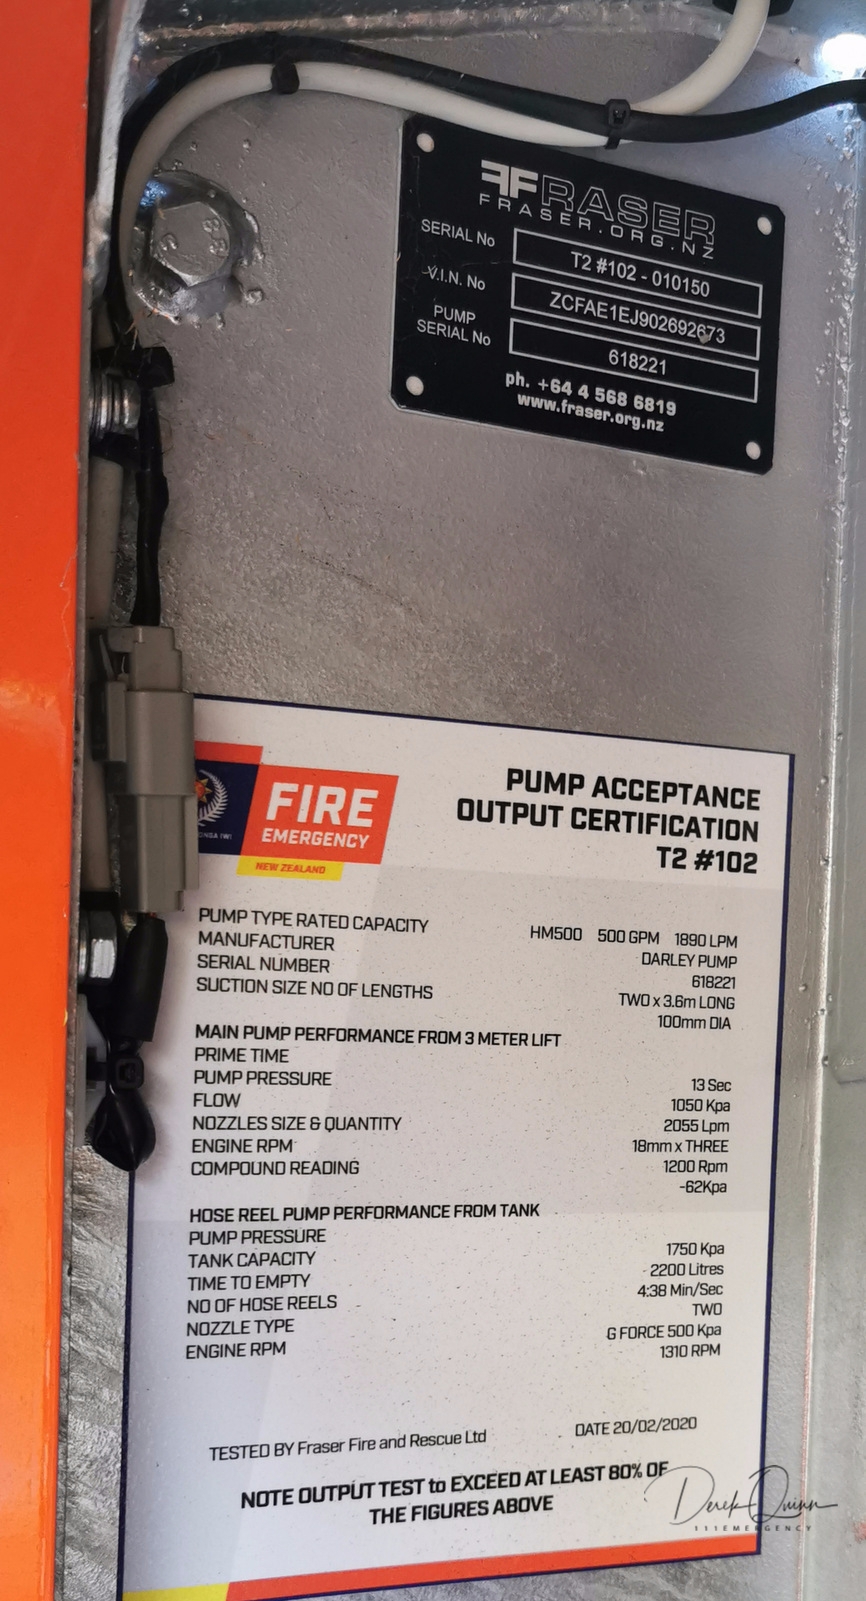 88
FRASER
FRASER.ORG.NZ
SERIAL No T2 #102 - 010150
V.I.N. No ZCFAE1EJ902692673
PUMP SERIAL No 618221
ph. +64 4 568 6819
www.fraser.org.nz
FIRE
EMERGENCY
NEW ZEALAND
PUMP ACCEPTANCE
OUTPUT CERTIFICATION
T2 #102
PUMP TYPE RATED CAPACITY HM500 500 GPM 1890 LPM
MANUFACTURER DARLEY PUMP
SERIAL NUMBER 618221
SUCTION SIZE NO OF LENGTHS TWO x 3.6m LONG
100mm DIA
MAIN PUMP PERFORMANCE FROM 3 METER LIFT
PRIME TIME 13 Sec
PUMP PRESSURE 1050 Kpa
FLOW 2055 Lpm
NOZZLES SIZE & QUANTITY 18mm x THREE
ENGINE RPM 1200 Rpm
COMPOUND READING -62Kpa
HOSE REEL PUMP PERFORMANCE FROM TANK
PUMP PRESSURE 1750 Kpa
TANK CAPACITY 2200 Litres
TIME TO EMPTY 4:38 Min/Sec
NO OF HOSE REELS TWO
NOZZLE TYPE G FORCE 500 Kpa
ENGINE RPM 1310 RPM
TESTED BY Fraser Fire and Rescue Ltd DATE 20/02/2020
NOTE OUTPUT TEST to EXCEED AT LEAST 80% OF
THE FIGURES ABOVE
Derek Quinn
111EMERGENCY